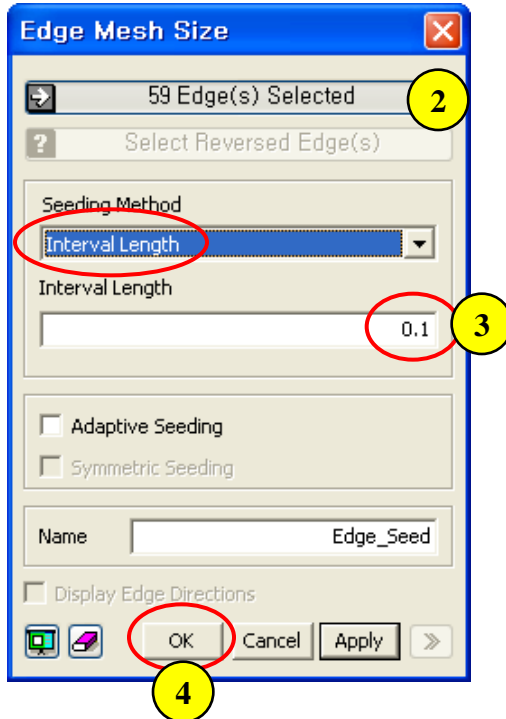 Edge Mesh Size
59 Edge(s) Selected
2
Select Reversed Edge(s)
Seeding Method
Interval Length
Interval Length
0.1
3
Adaptive Seeding
Symmetric Seeding
Name
Edge_Seed
Display Edge Directions
OK Cancel Apply
4